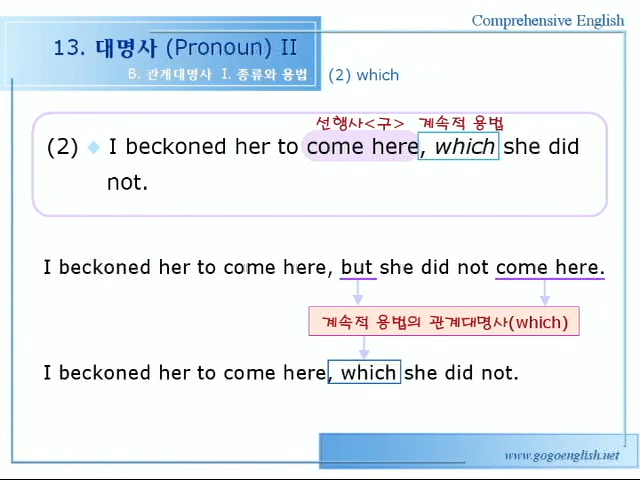 Comprehensive English
13. 대명사 (Pronoun) II
B. 관계대명사 I. 종류와 용법
(2) which
선행사<구> 계속적 용법
(2) ◆ I beckoned her to come here, which she did
not.
I beckoned her to come here, but she did not come here.
계속적 용법의 관계대명사(which)
I beckoned her to come here, which she did not.
www.gogoenglish.net